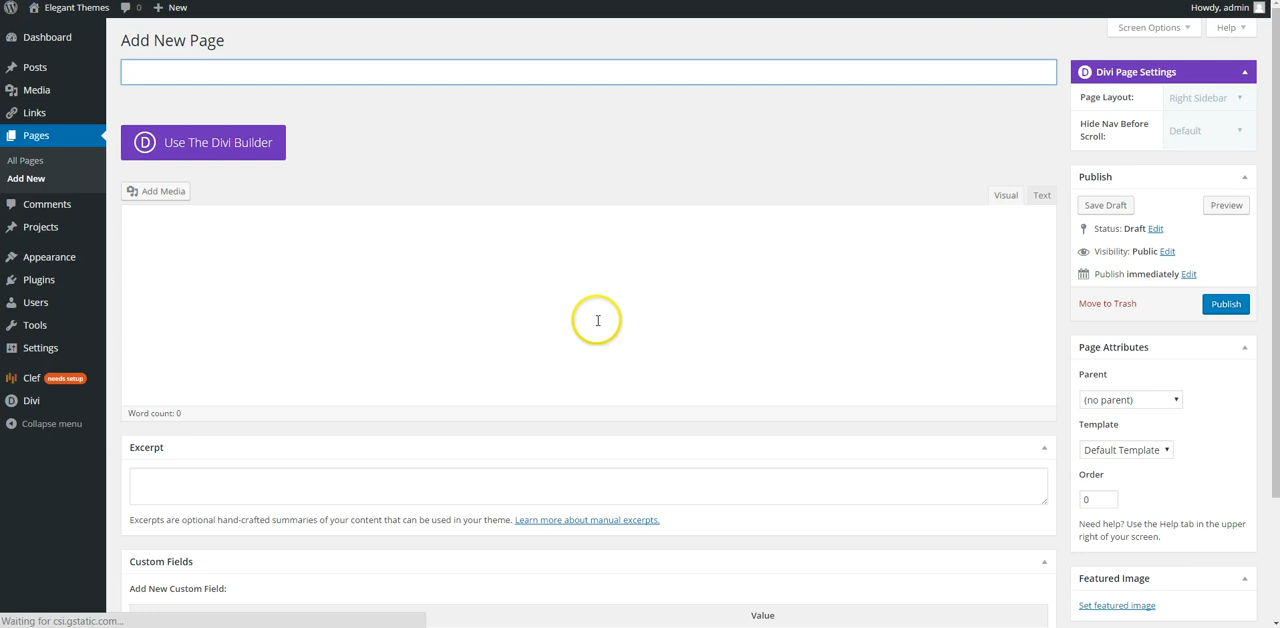 Elegant Themes 0 New Howdy, admin
Screen Options Help
Dashboard
Posts
Media
Links
Pages
All Pages
Add New
Comments
Projects
Appearance
Plugins
Users
Tools
Settings
Clef needs setup
Divi
Collapse menu
Add New Page
Use The Divi Builder
Add Media
Visual Text
Word count: 0
Excerpt
Excerpts are optional hand-crafted summaries of your content that can be used in your theme. Learn more about manual excerpts.
Custom Fields
Add New Custom Field:
Value
Divi Page Settings
Page Layout: Right Sidebar
Hide Nav Before Scroll: Default
Publish
Save Draft Preview
Status: Draft Edit
Visibility: Public Edit
Publish immediately Edit
Move to Trash Publish
Page Attributes
Parent
(no parent)
Template
Default Template
Order
0
Need help? Use the Help tab in the upper
right of your screen.
Featured Image
Set featured image
Waiting for csi.gstatic.com...